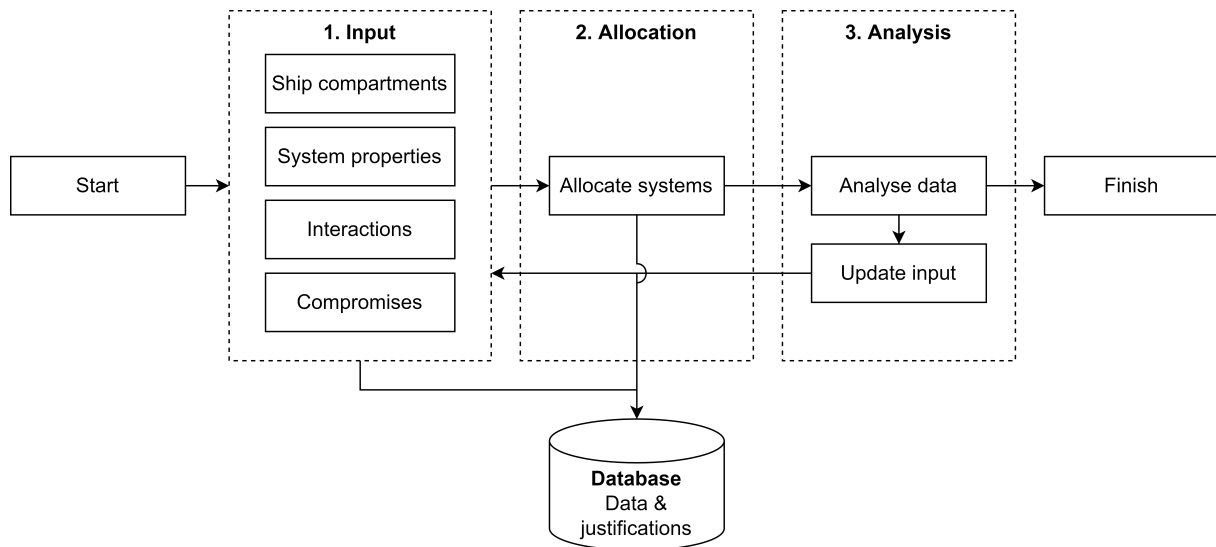 Start
1. Input
Ship compartments
System properties
Interactions
Compromises
2. Allocation
Allocate systems
3. Analysis
Analyse data
Update input
Finish
Database
Data &
justifications